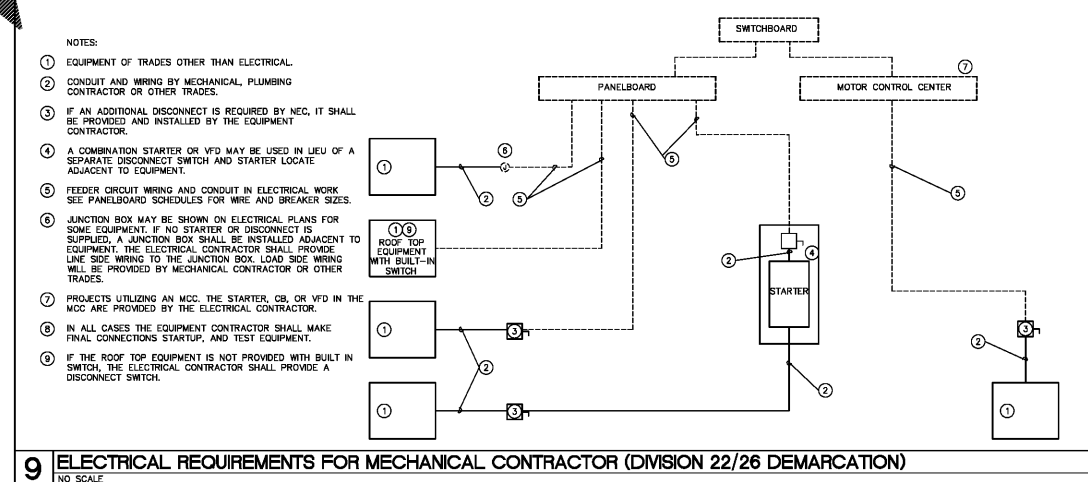 NOTES:
① EQUIPMENT OF TRADES OTHER THAN ELECTRICAL.
② CONDUIT AND WIRING BY MECHANICAL, PLUMBING
CONTRACTOR OR OTHER TRADES.
③ IF AN ADDITIONAL DISCONNECT IS REQUIRED BY NEC, IT SHALL
BE PROVIDED AND INSTALLED BY THE EQUIPMENT
CONTRACTOR.
④ A COMBINATION STARTER OR VFD MAY BE USED IN LIEU OF A
SEPARATE DISCONNECT SWITCH AND STARTER LOCATE
ADJACENT TO EQUIPMENT.
⑤ FEEDER CIRCUIT WIRING AND CONDUIT IN ELECTRICAL WORK
SEE PANELBOARD SCHEDULES FOR WIRE AND BREAKER SIZES.
⑥ JUNCTION BOX MAY BE SHOWN ON ELECTRICAL PLANS FOR
SOME EQUIPMENT. IF NO STARTER OR DISCONNECT IS
SUPPLIED, A JUNCTION BOX SHALL BE INSTALLED ADJACENT TO
EQUIPMENT. THE ELECTRICAL CONTRACTOR SHALL PROVIDE
LINE SIDE WIRING TO THE JUNCTION BOX. LOAD SIDE WIRING
WILL BE PROVIDED BY MECHANICAL CONTRACTOR OR OTHER
TRADES.
⑦ PROJECTS UTILIZING AN MCC. THE STARTER, CB, OR VFD IN THE
MCC ARE PROVIDED BY THE ELECTRICAL CONTRACTOR.
⑧ IN ALL CASES THE EQUIPMENT CONTRACTOR SHALL MAKE
FINAL CONNECTIONS STARTUP, AND TEST EQUIPMENT.
⑨ IF THE ROOF TOP EQUIPMENT IS NOT PROVIDED WITH BUILT IN
SWITCH, THE ELECTRICAL CONTRACTOR SHALL PROVIDE A
DISCONNECT SWITCH.
SWITCHBOARD
⑦
PANELBOARD
MOTOR CONTROL CENTER
①
⑥
②
⑤
⑤
⑤
①⑨
ROOF TOP
EQUIPMENT
WITH BUILT-IN
SWITCH
②
④
STARTER
①
③
②
③
②
①
③
②
①
9 ELECTRICAL REQUIREMENTS FOR MECHANICAL CONTRACTOR (DIVISION 22/26 DEMARCATION)
NO SCALE